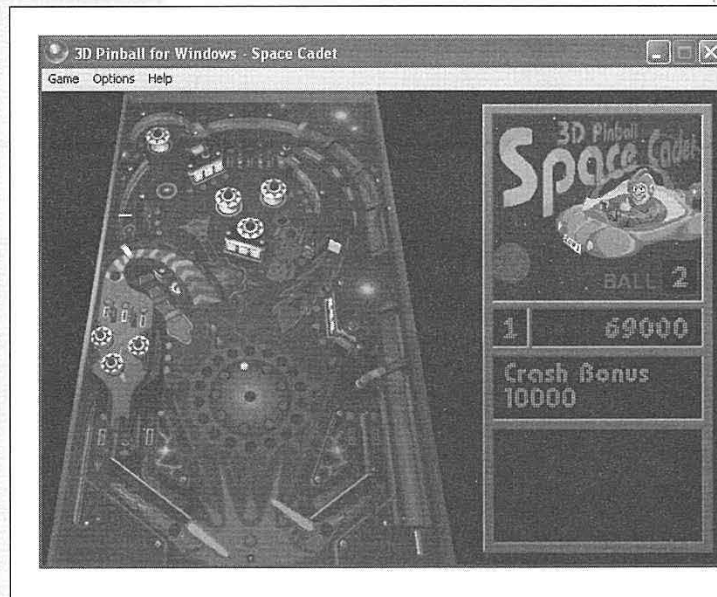 3D Pinball for Windows - Space Cadet
Game Options Help
3D Pinball
Space Cadet
BALL 2
1 69000
Crash Bonus
10000